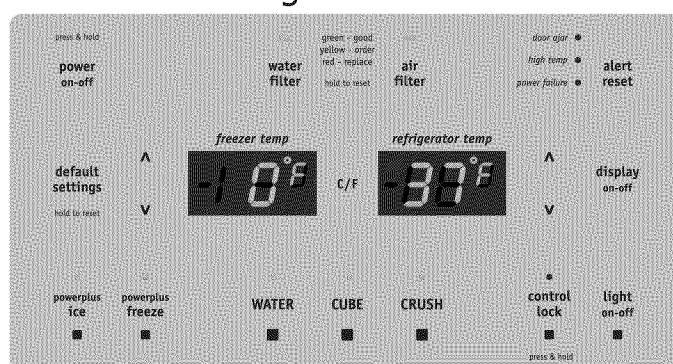 press & hold
power
on-off
water
filter
green - good
yellow - order
red - replace
hold to reset
air
filter
door ajar
high temp
power failure
alert
reset
freezer temp
refrigerator temp
default
settings
hold to reset
0°F
C/F
37°F
display
on-off
powerplus
ice
powerplus
freeze
WATER
CUBE
CRUSH
control
lock
light
on-off
press & hold